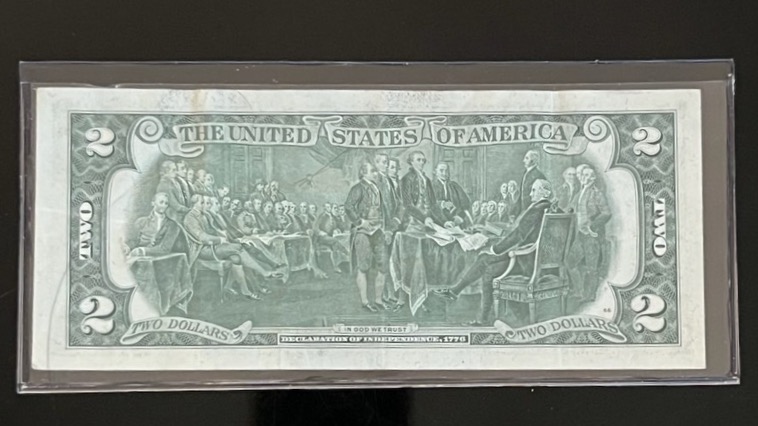 2 THE UNITED STATES OF AMERICA 2
TWO TWO
2 TWO DOLLARS IN GOD WE TRUST TWO DOLLARS 2
DECLARATION OF INDEPENDENCE, 1776